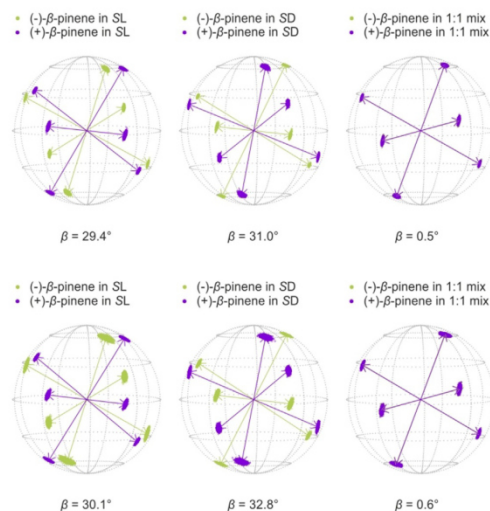 (-)-β-pinene in SL
(+)-β-pinene in SL
(-)-β-pinene in SD
(+)-β-pinene in SD
(-)-β-pinene in 1:1 mix
(+)-β-pinene in 1:1 mix
β = 29.4°
β = 31.0°
β = 0.5°
(-)-β-pinene in SL
(+)-β-pinene in SL
(-)-β-pinene in SD
(+)-β-pinene in SD
(-)-β-pinene in 1:1 mix
(+)-β-pinene in 1:1 mix
β = 30.1°
β = 32.8°
β = 0.6°